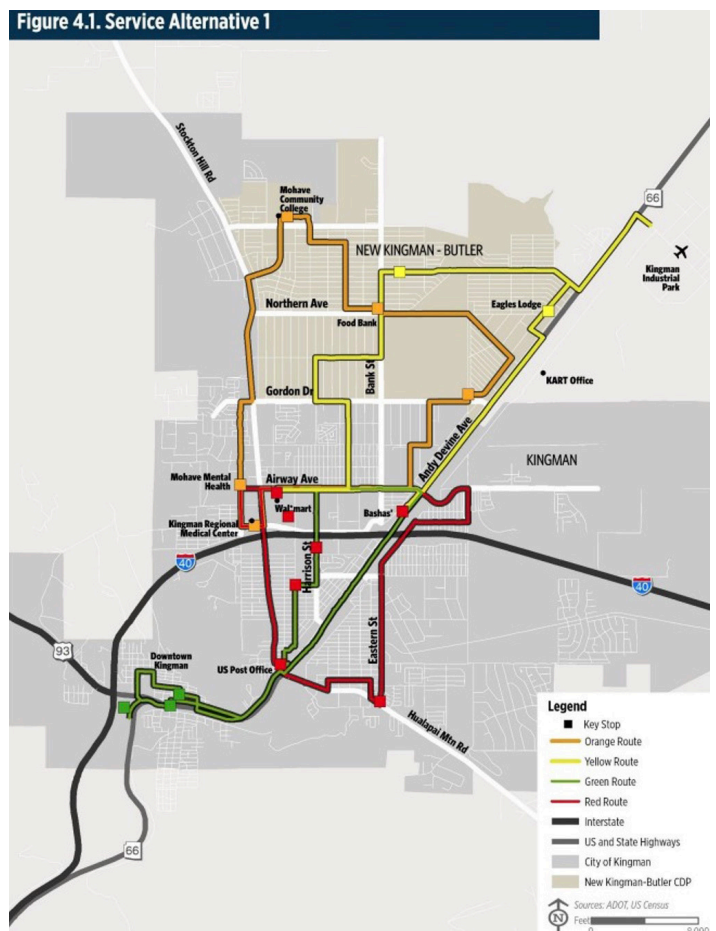 Figure 4.1. Service Alternative 1
Stockton Hill Rd
Mohave
Community
College
66
NEW KINGMAN - BUTLER
Kingman
Industrial
Park
Northern Ave
Eagles Lodge
Food Bank
Bank St
KART Office
Gordon Dr
Andy Devine Ave
KINGMAN
Mohave Mental
Health
Airway Ave
Wal*mart
Bashas'
Kingman Regional
Medical Center
40
Harrison St
40
93
Downtown
Kingman
US Post Office
Eastern St
Hualapai Mtn Rd
66
Legend
Key Stop
Orange Route
Yellow Route
Green Route
Red Route
Interstate
US and State Highways
City of Kingman
New Kingman-Butler CDP
Sources: ADOT, US Census
N
Feet
0
8,000